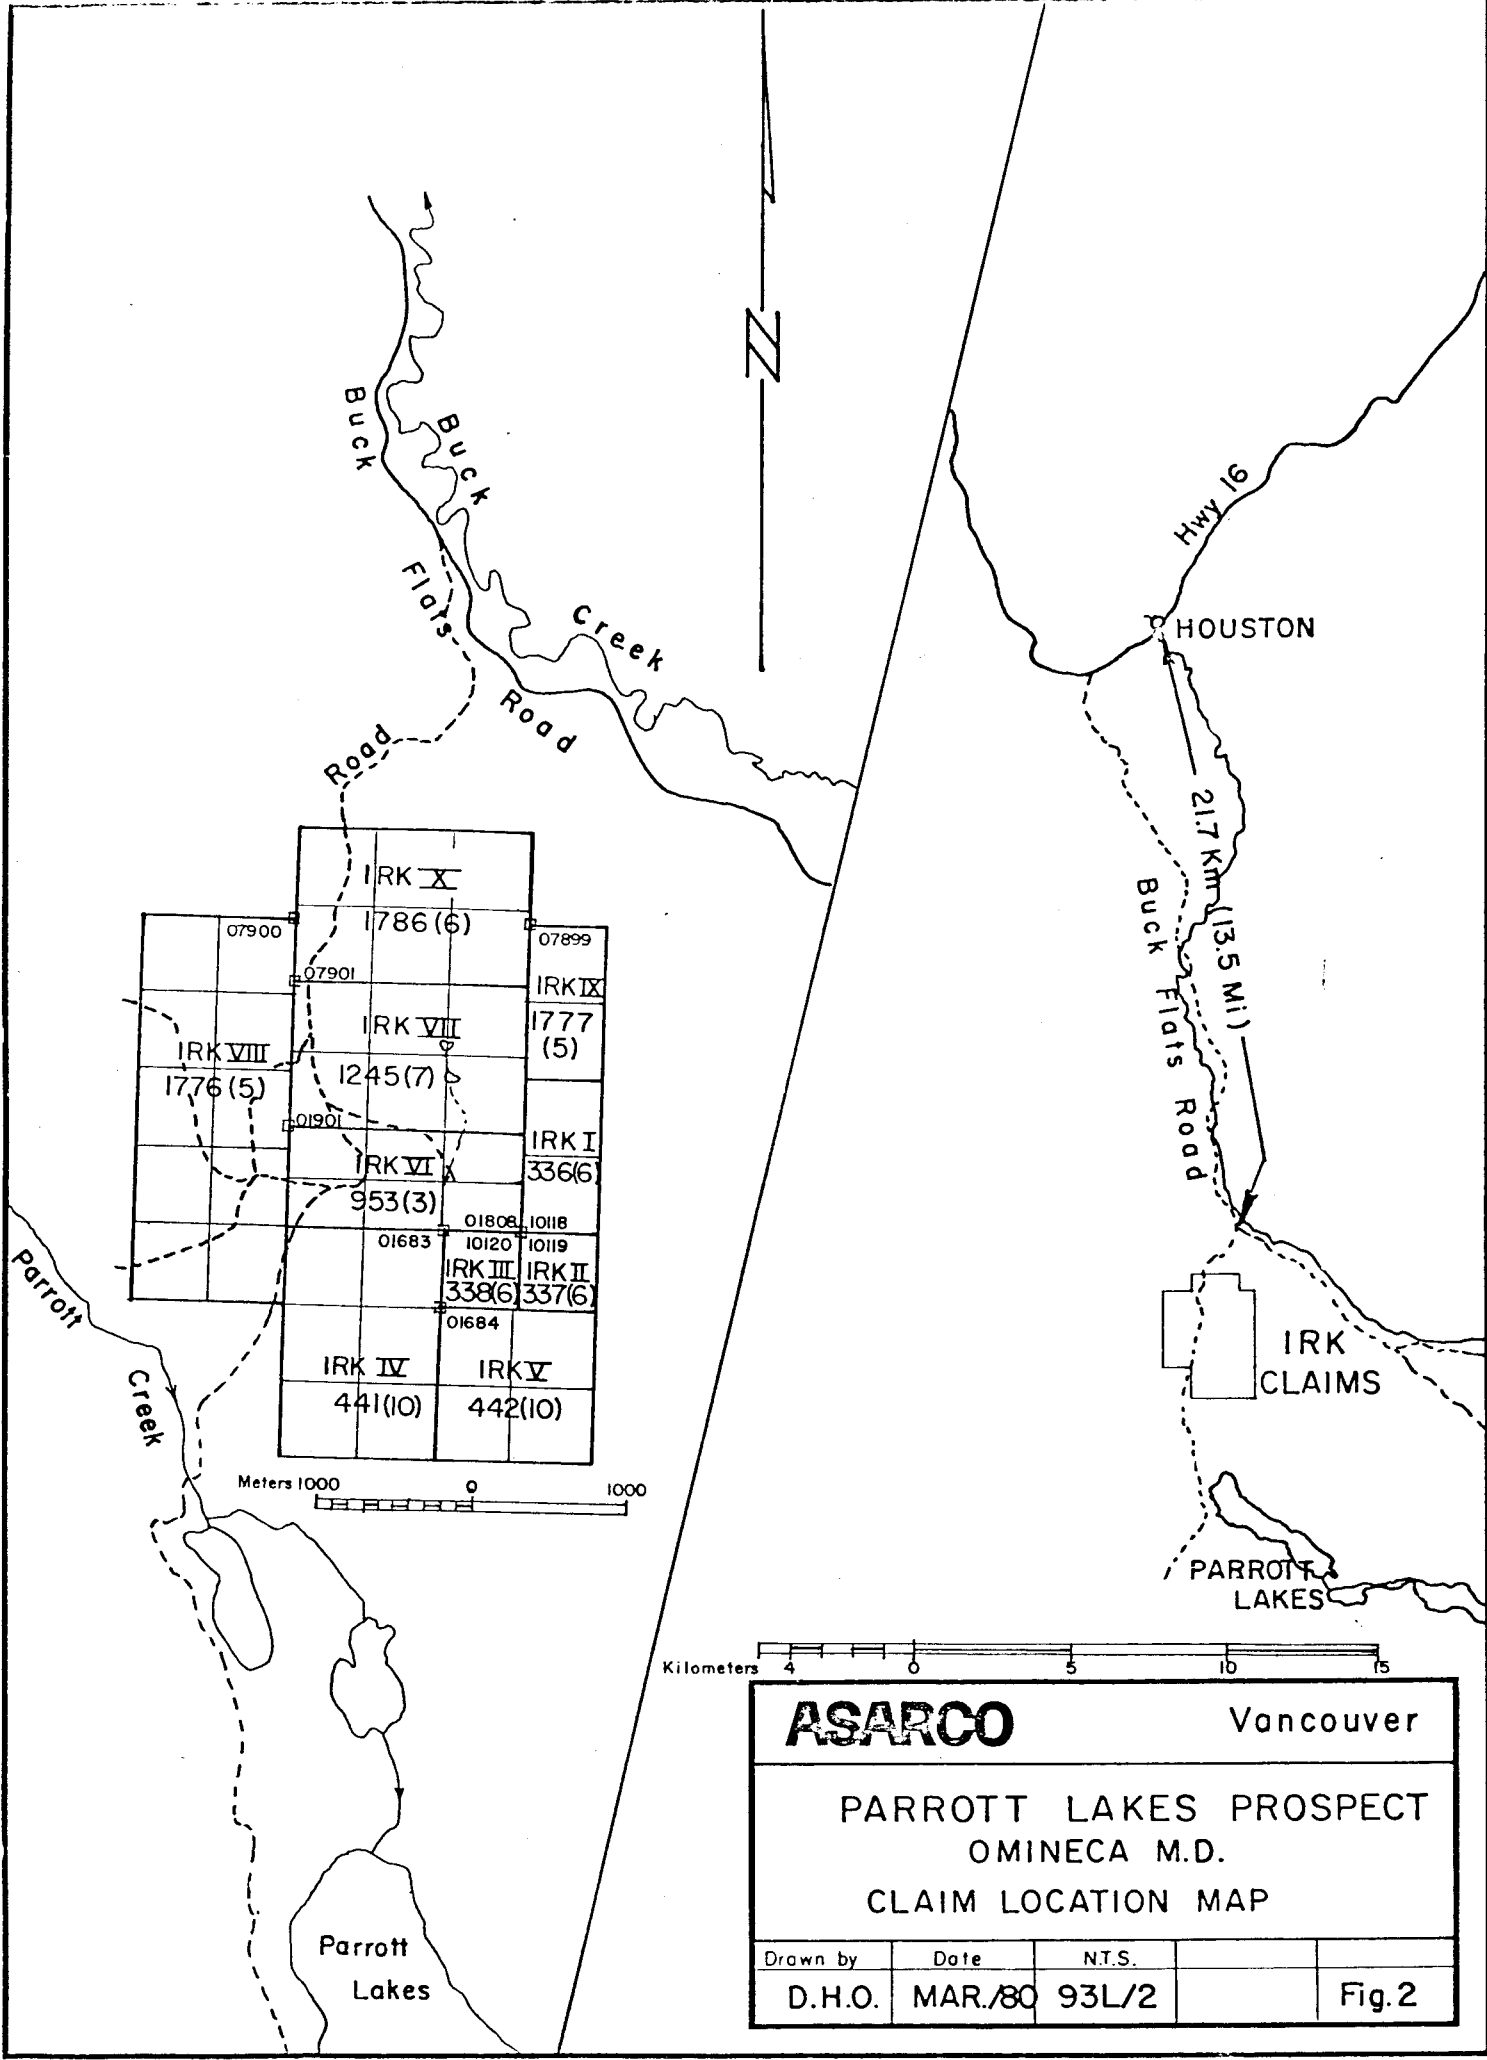 N
Buck
Flats
Road
Buck
Creek
Road
IRK X
1786(6)
07900
07899
07901
IRK IX
1777
(5)
IRK VII
1245(7)
IRK VIII
1776(5)
01901
IRK I
336(6)
IRK VI
953(3)
01808
10118
01683
10120
10119
IRK III
338(6)
IRK II
337(6)
01684
IRK IV
441(10)
IRK V
442(10)
Meters 1000 0 1000
Parrott
Creek
Parrott
Lakes
Hwy 16
HOUSTON
21.7 Km (13.5 Mi)
Buck Flats Road
IRK
CLAIMS
PARROTT
LAKES
Kilometers 4 0 5 10 15
ASARCO Vancouver
PARROTT LAKES PROSPECT
OMINECA M.D.
CLAIM LOCATION MAP
Drawn by Date N.T.S.
D.H.O. MAR./80 93L/2 Fig.2